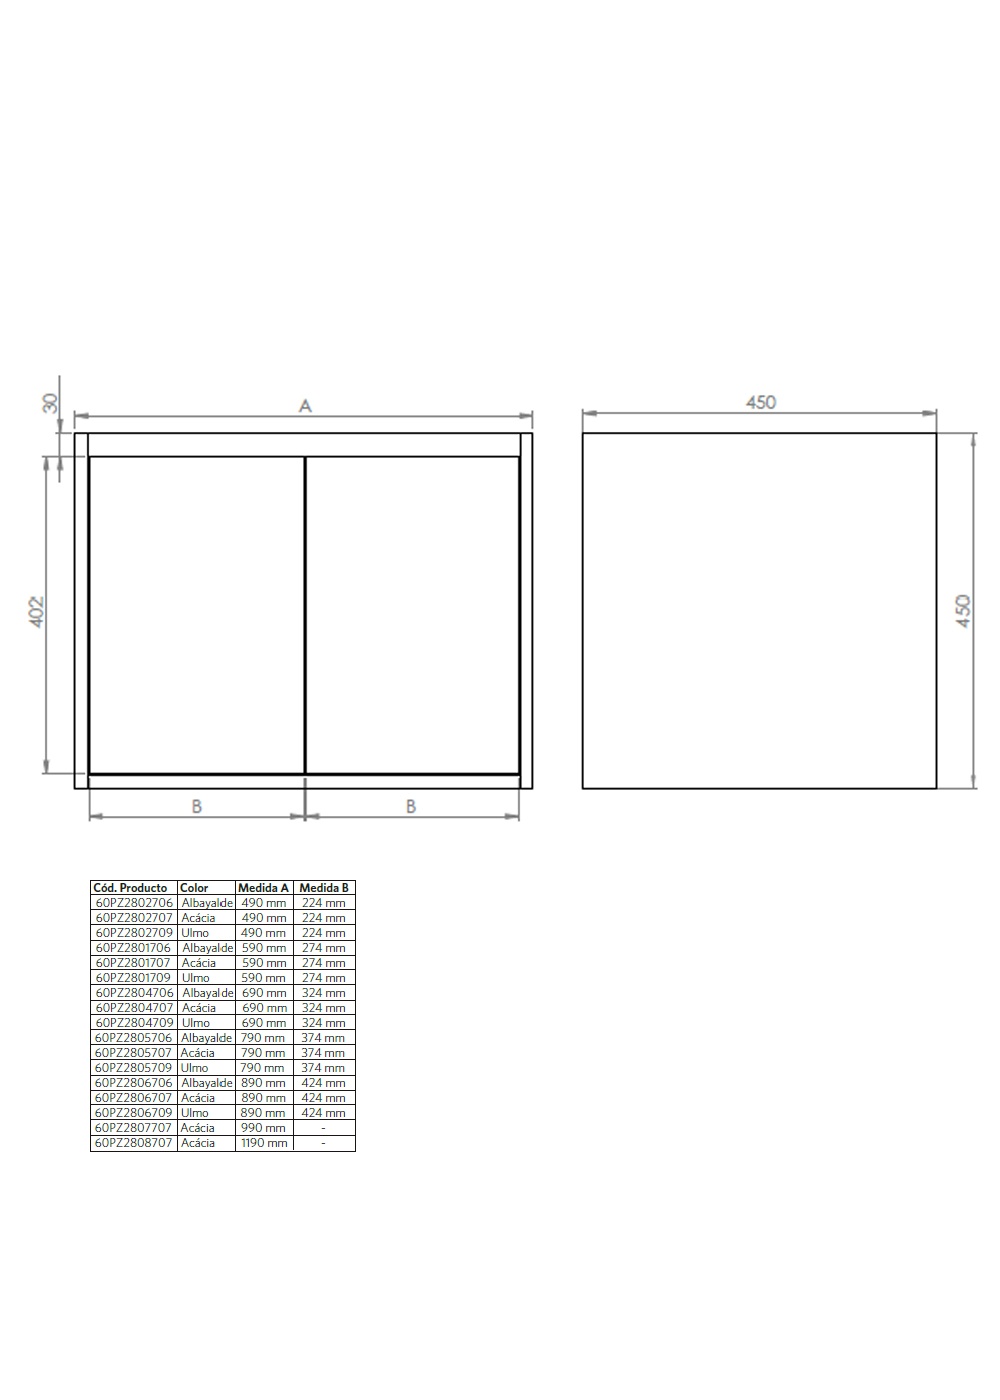 30
A
450
402
450
B B
Cód. Producto Color Medida A Medida B
60PZ2802706 Albayalde 490 mm 224 mm
60PZ2802707 Acácia 490 mm 224 mm
60PZ2802709 Ulmo 490 mm 224 mm
60PZ2801706 Albayalde 590 mm 274 mm
60PZ2801707 Acácia 590 mm 274 mm
60PZ2801709 Ulmo 590 mm 274 mm
60PZ2804706 Albayalde 690 mm 324 mm
60PZ2804707 Acácia 690 mm 324 mm
60PZ2804709 Ulmo 690 mm 324 mm
60PZ2805706 Albayalde 790 mm 374 mm
60PZ2805707 Acácia 790 mm 374 mm
60PZ2805709 Ulmo 790 mm 374 mm
60PZ2806706 Albayalde 890 mm 424 mm
60PZ2806707 Acácia 890 mm 424 mm
60PZ2806709 Ulmo 890 mm 424 mm
60PZ2807707 Acácia 990 mm -
60PZ2808707 Acácia 1190 mm -